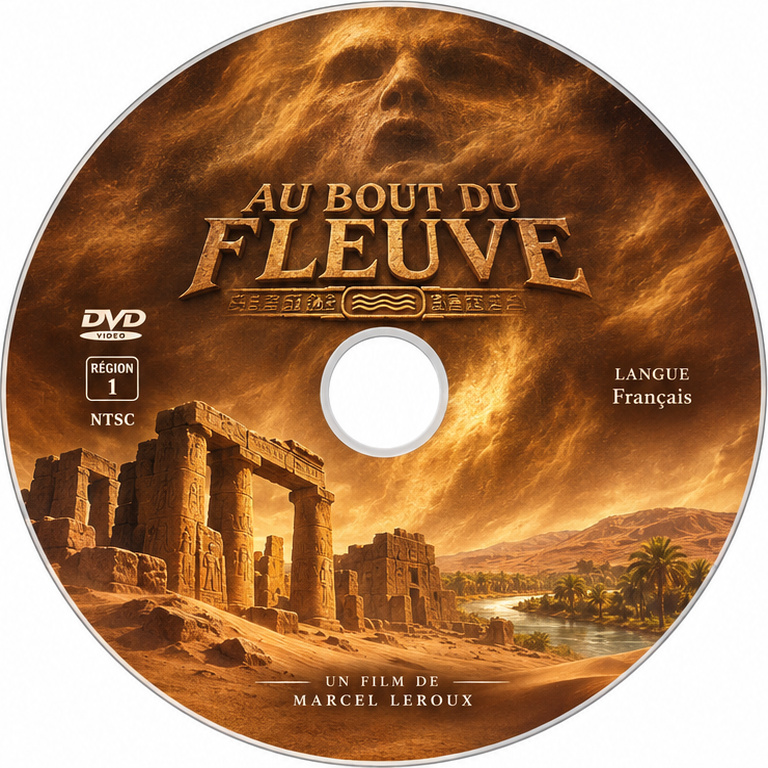 AU BOUT DU
FLEUVE
DVD
VIDEO
RÉGION
1
NTSC
LANGUE
Français
UN FILM DE
MARCEL LEROUX